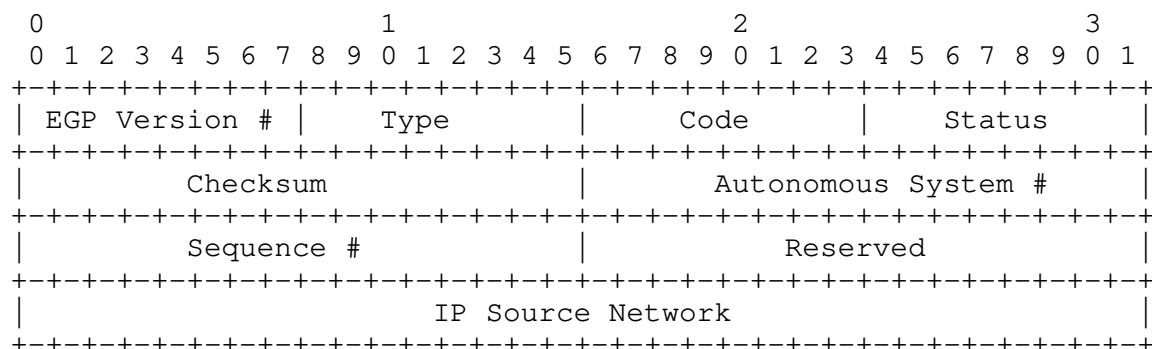 0                   1                   2                   3
 0 1 2 3 4 5 6 7 8 9 0 1 2 3 4 5 6 7 8 9 0 1 2 3 4 5 6 7 8 9 0 1
+-+-+-+-+-+-+-+-+-+-+-+-+-+-+-+-+-+-+-+-+-+-+-+-+-+-+-+-+-+-+-+-+
| EGP Version # |    Type       |     Code      |    Status     |
+-+-+-+-+-+-+-+-+-+-+-+-+-+-+-+-+-+-+-+-+-+-+-+-+-+-+-+-+-+-+-+-+
|         Checksum              |       Autonomous System #     |
+-+-+-+-+-+-+-+-+-+-+-+-+-+-+-+-+-+-+-+-+-+-+-+-+-+-+-+-+-+-+-+-+
|         Sequence #            |           Reserved            |
+-+-+-+-+-+-+-+-+-+-+-+-+-+-+-+-+-+-+-+-+-+-+-+-+-+-+-+-+-+-+-+-+
|                       IP Source Network                       |
+-+-+-+-+-+-+-+-+-+-+-+-+-+-+-+-+-+-+-+-+-+-+-+-+-+-+-+-+-+-+-+-+